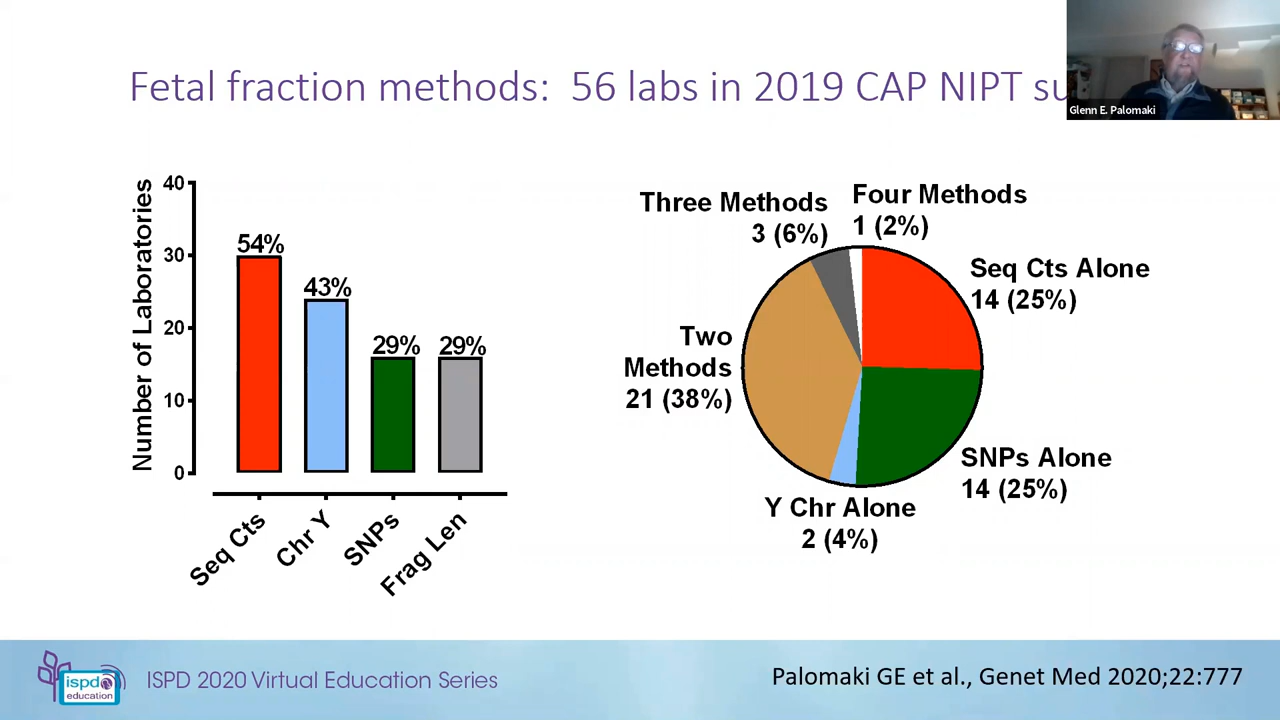 Fetal fraction methods: 56 labs in 2019 CAP NIPT su
Glenn E. Palomaki
Number of Laboratories
40
30
20
10
0
54%
43%
29%
29%
Seq Cts
Chr Y
SNPs
Frag Len
Three Methods
3 (6%)
Four Methods
1 (2%)
Seq Cts Alone
14 (25%)
Two
Methods
21 (38%)
SNPs Alone
14 (25%)
Y Chr Alone
2 (4%)
ispd
education
ISPD 2020 Virtual Education Series
Palomaki GE et al., Genet Med 2020;22:777